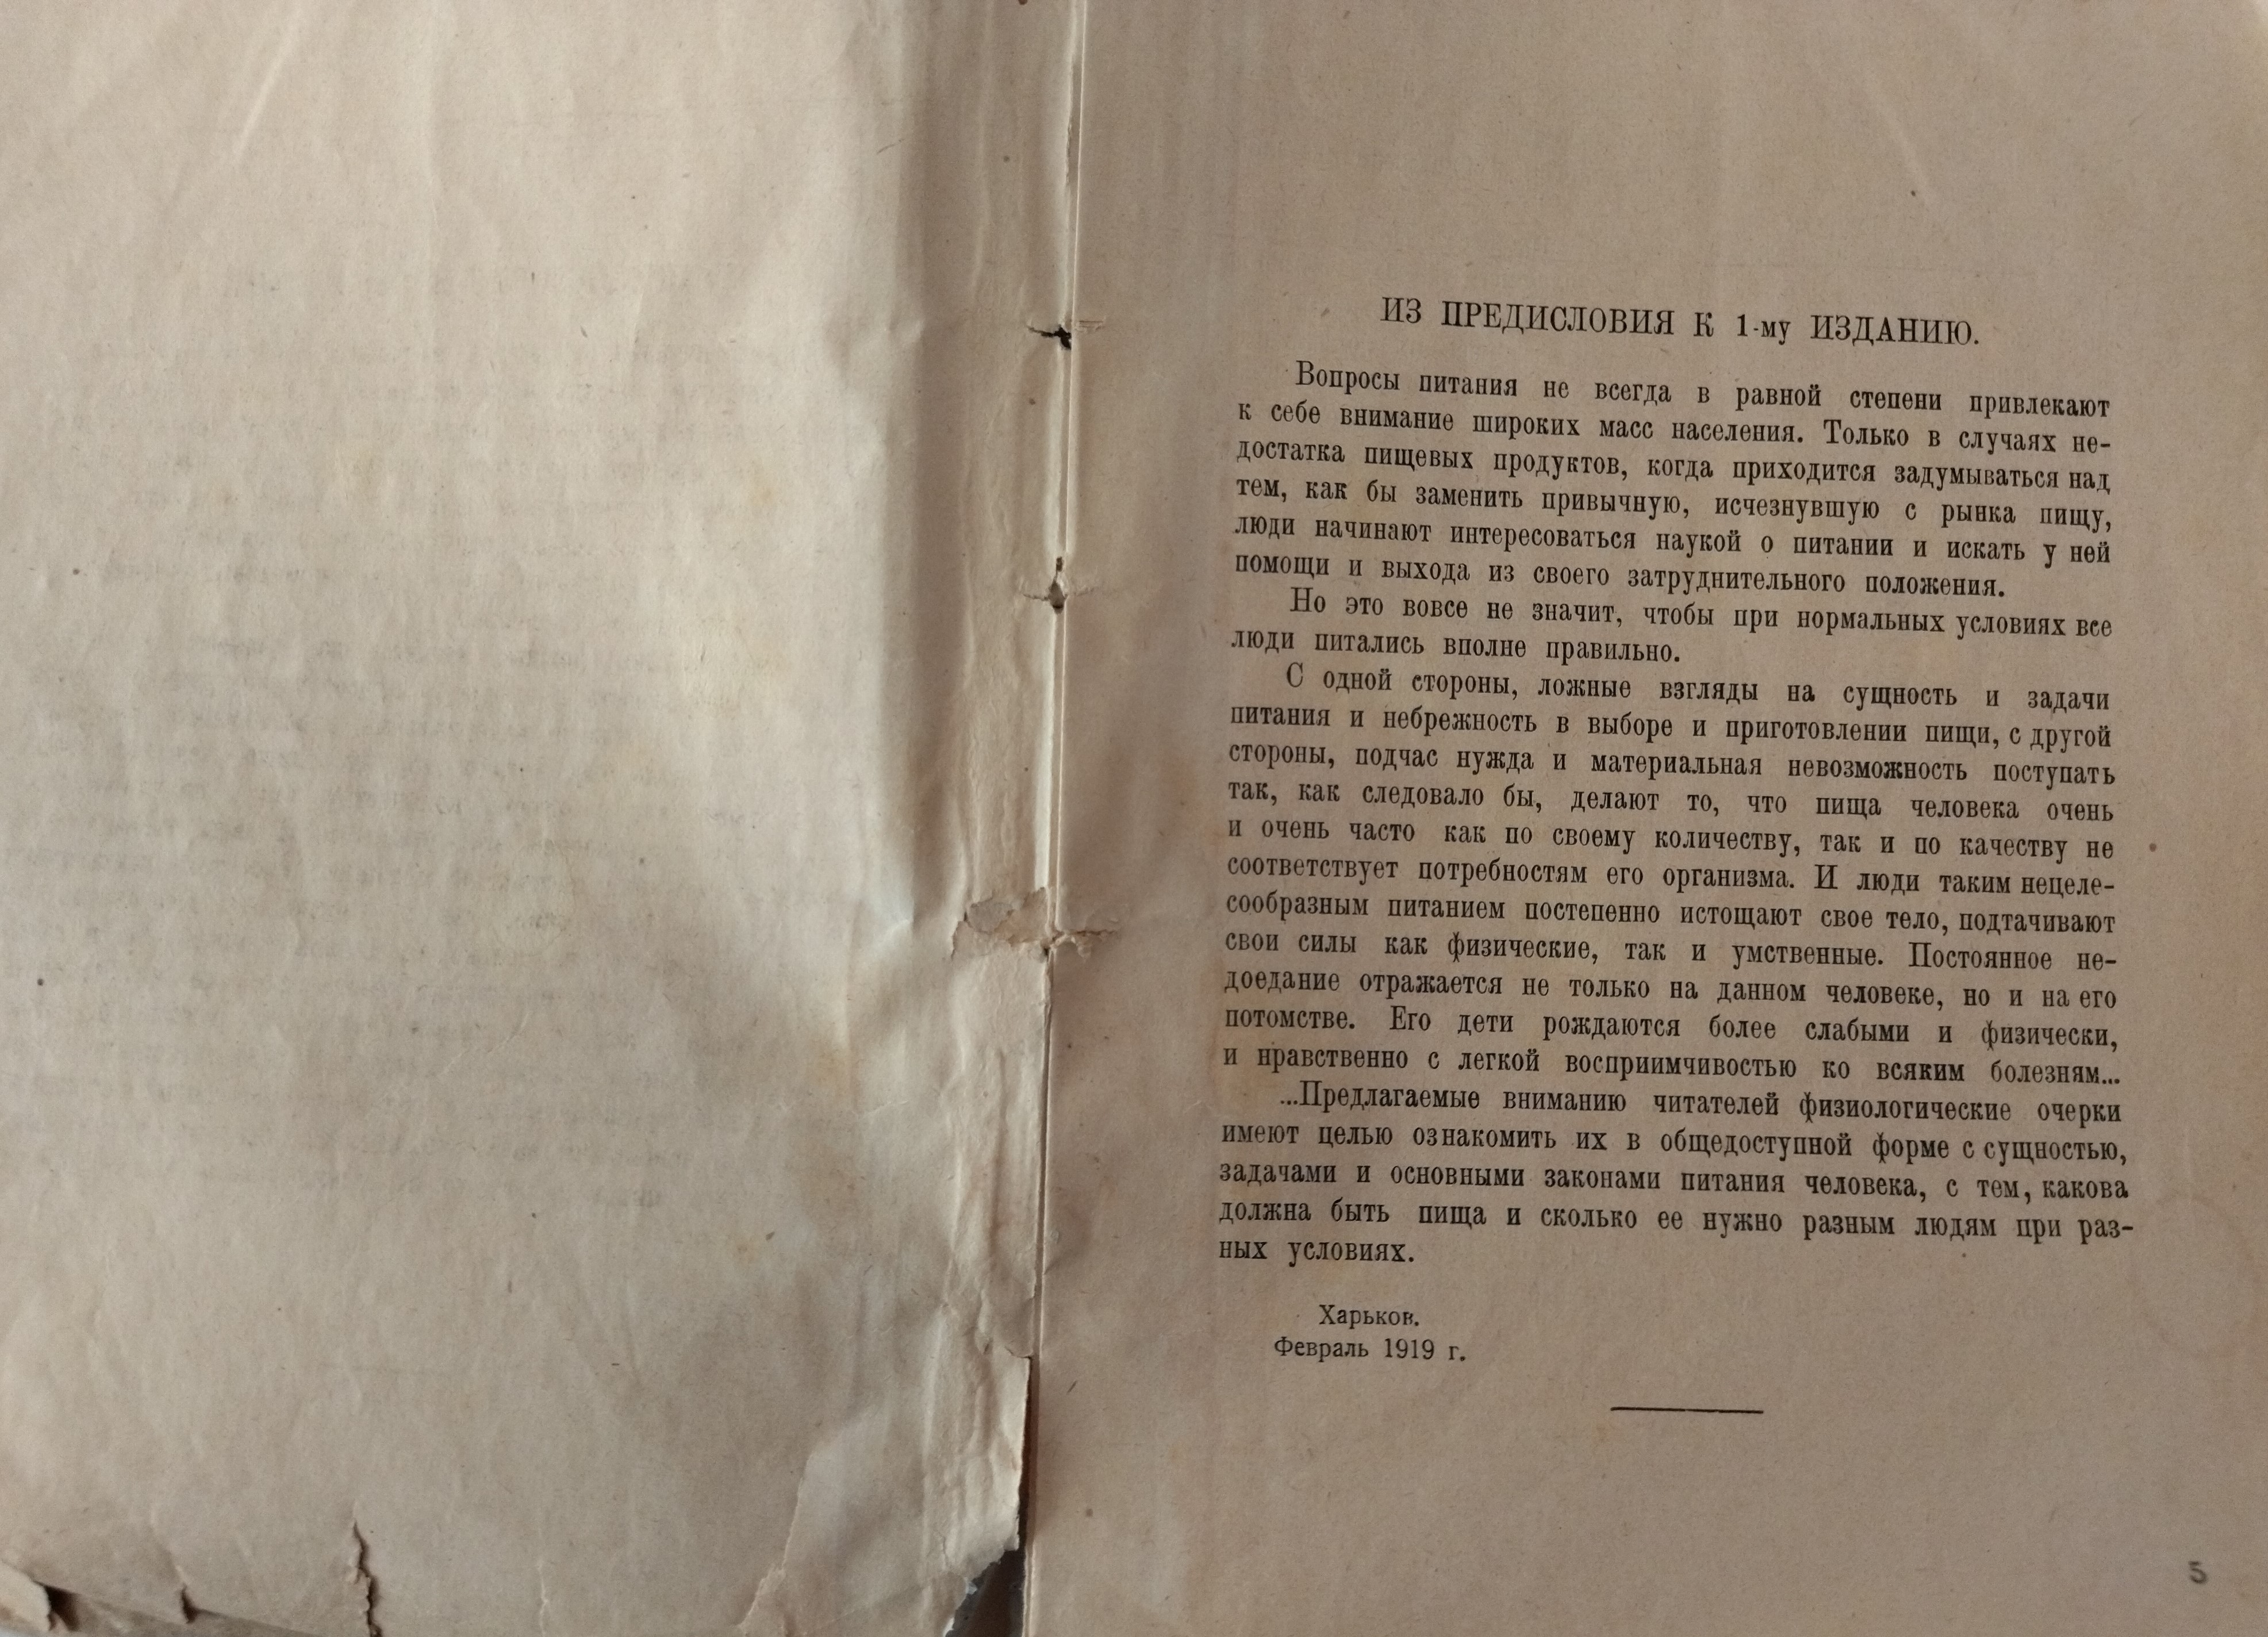 ИЗ ПРЕДИСЛОВИЯ К 1-му ИЗДАНИЮ.
Вопросы питания не всегда в равной степени привлекают
к себе внимание широких масс населения. Только в случаях не-
достатка пищевых продуктов, когда приходится задумываться над
тем, как бы заменить привычную, исчезнувшую с рынка пищу,
люди начинают интересоваться наукой о питании и искать у ней
помощи и выхода из своего затруднительного положения.
Но это вовсе не значит, чтобы при нормальных условиях все
люди питались вполне правильно.
С одной стороны, ложные взгляды на сущность и задачи
питания и небрежность в выборе и приготовлении пищи, с другой
стороны, подчас нужда и материальная невозможность поступать
так, как следовало бы, делают то, что пища человека очень
и очень часто как по своему количеству, так и по качеству не
соответствует потребностям его организма. И люди таким нецеле-
сообразным питанием постепенно истощают свое тело, подтачивают
свои силы как физические, так и умственные. Постоянное не-
доедание отражается не только на данном человеке, но и на его
потомстве. Его дети рождаются более слабыми и физически,
и нравственно с легкой восприимчивостью ко всяким болезням...
...Предлагаемые вниманию читателей физиологические очерки
имеют целью ознакомить их в общедоступной форме с сущностью,
задачами и основными законами питания человека, с тем, какова
должна быть пища и сколько ее нужно разным людям при раз-
ных условиях.
Харьков.
Февраль 1919 г.
5